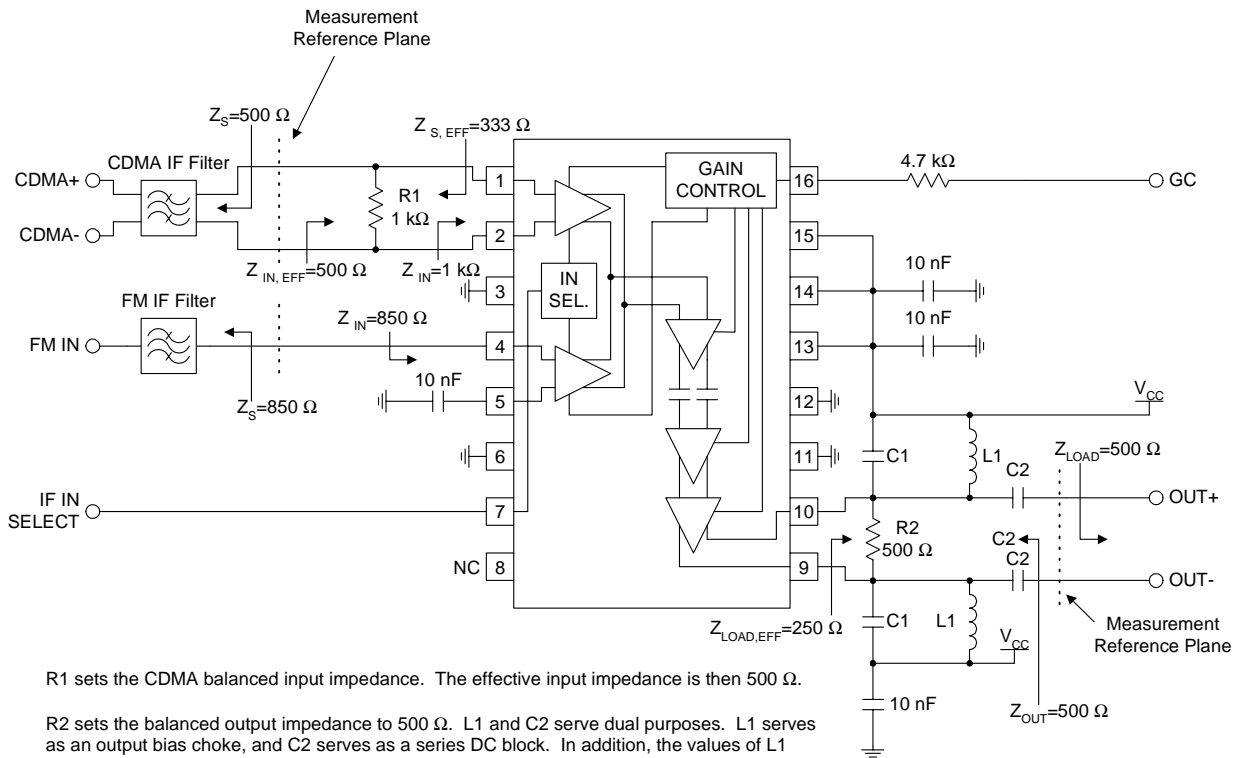 Measurement
Reference Plane
Z_S=500 Ω
Z_S, EFF=333 Ω
CDMA IF Filter
CDMA+
CDMA-
R1
1 kΩ
Z_IN, EFF=500 Ω
Z_IN=1 kΩ
1
2
3
4
5
6
7
8
GAIN
CONTROL
IN
SEL.
16
15
14
13
12
11
10
9
4.7 kΩ
GC
10 nF
10 nF
FM IF Filter
FM IN
Z_IN=850 Ω
10 nF
Z_S=850 Ω
IF IN
SELECT
NC
V_CC
C1
L1
C2
Z_LOAD=500 Ω
OUT+
R2
500 Ω
C2
C2
OUT-
Z_LOAD,EFF=250 Ω
C1
L1
V_CC
Measurement
Reference Plane
10 nF
Z_OUT=500 Ω
R1 sets the CDMA balanced input impedance. The effective input impedance is then 500 Ω.
R2 sets the balanced output impedance to 500 Ω. L1 and C2 serve dual purposes. L1 serves
as an output bias choke, and C2 serves as a series DC block. In addition, the values of L1